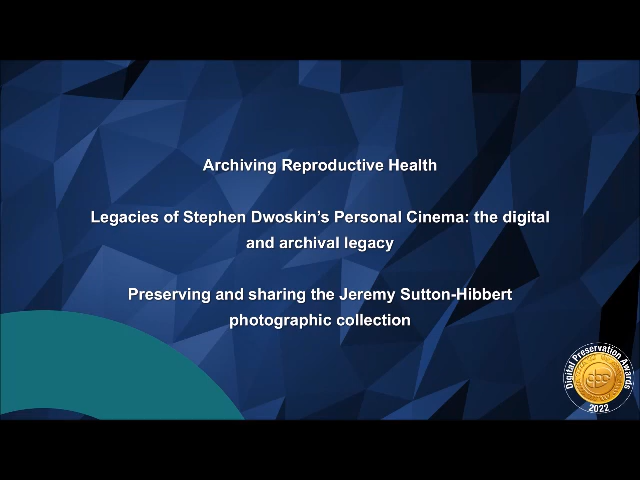 Archiving Reproductive Health
Legacies of Stephen Dwoskin’s Personal Cinema: the digital
and archival legacy
Preserving and sharing the Jeremy Sutton-Hibbert
photographic collection
Digital Preservation Awards
dpc
2022